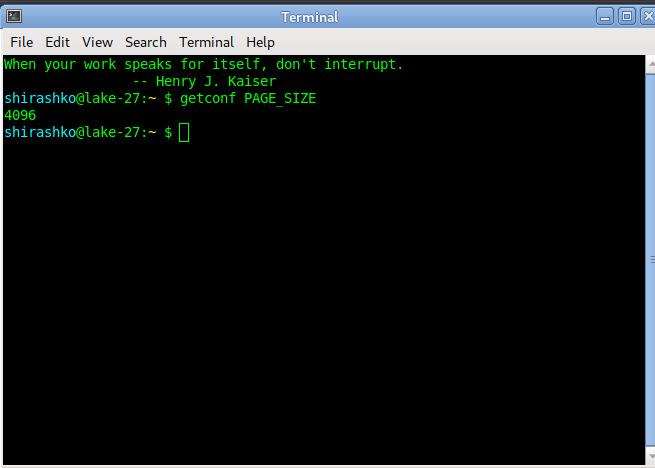 Terminal
File Edit View Search Terminal Help
When your work speaks for itself, don't interrupt.
-- Henry J. Kaiser
shirashko@lake-27:~ $ getconf PAGE_SIZE
4096
shirashko@lake-27:~ $